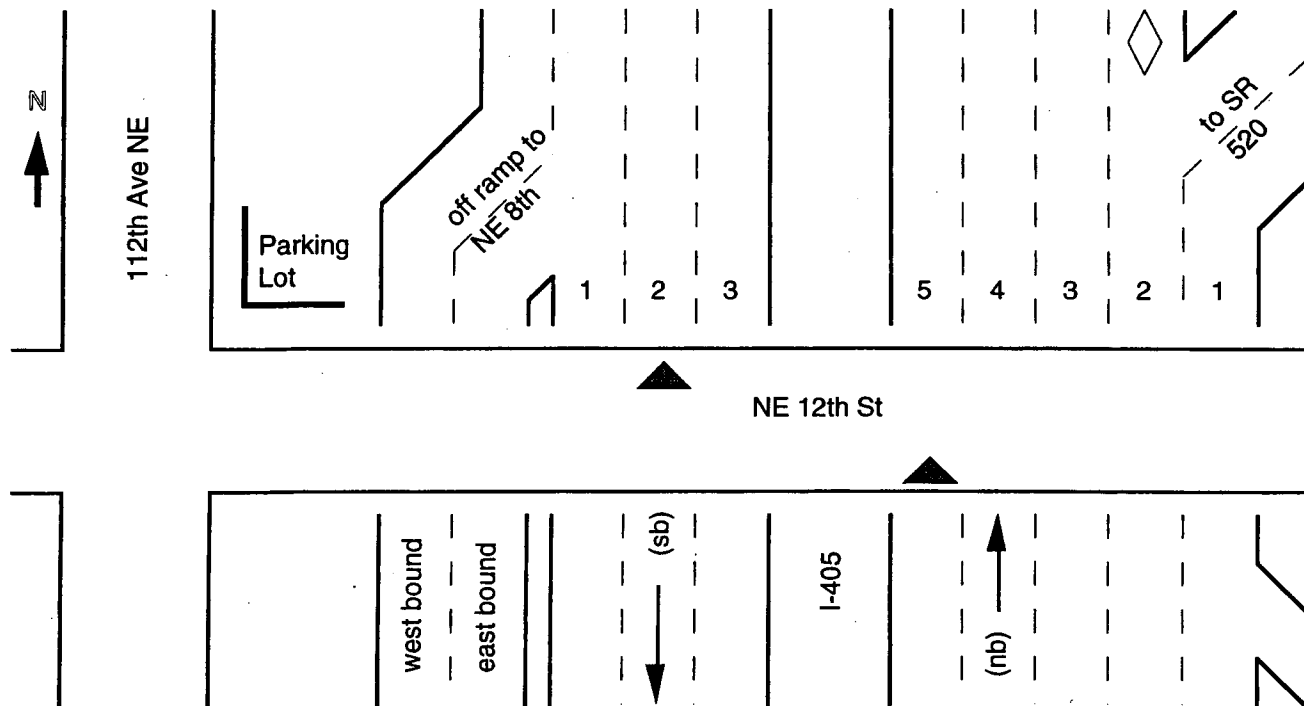 N
112th Ave NE
Parking
Lot
off ramp to
NE 8th
to SR
520
1 2 3 5 4 3 2 1
NE 12th St
west bound
east bound
(sb)
I-405
(nb)